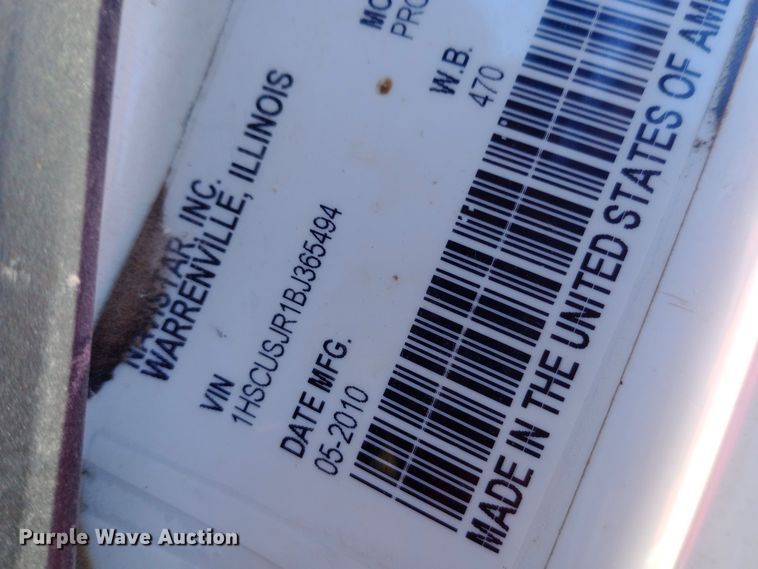 NAVISTAR, INC.
WARRENVILLE, ILLINOIS
VIN
1HSCUSJR1BJ365494
DATE MFG.
05-2010
W.B.
470
MADE IN THE UNITED STATES OF
Purple Wave Auction